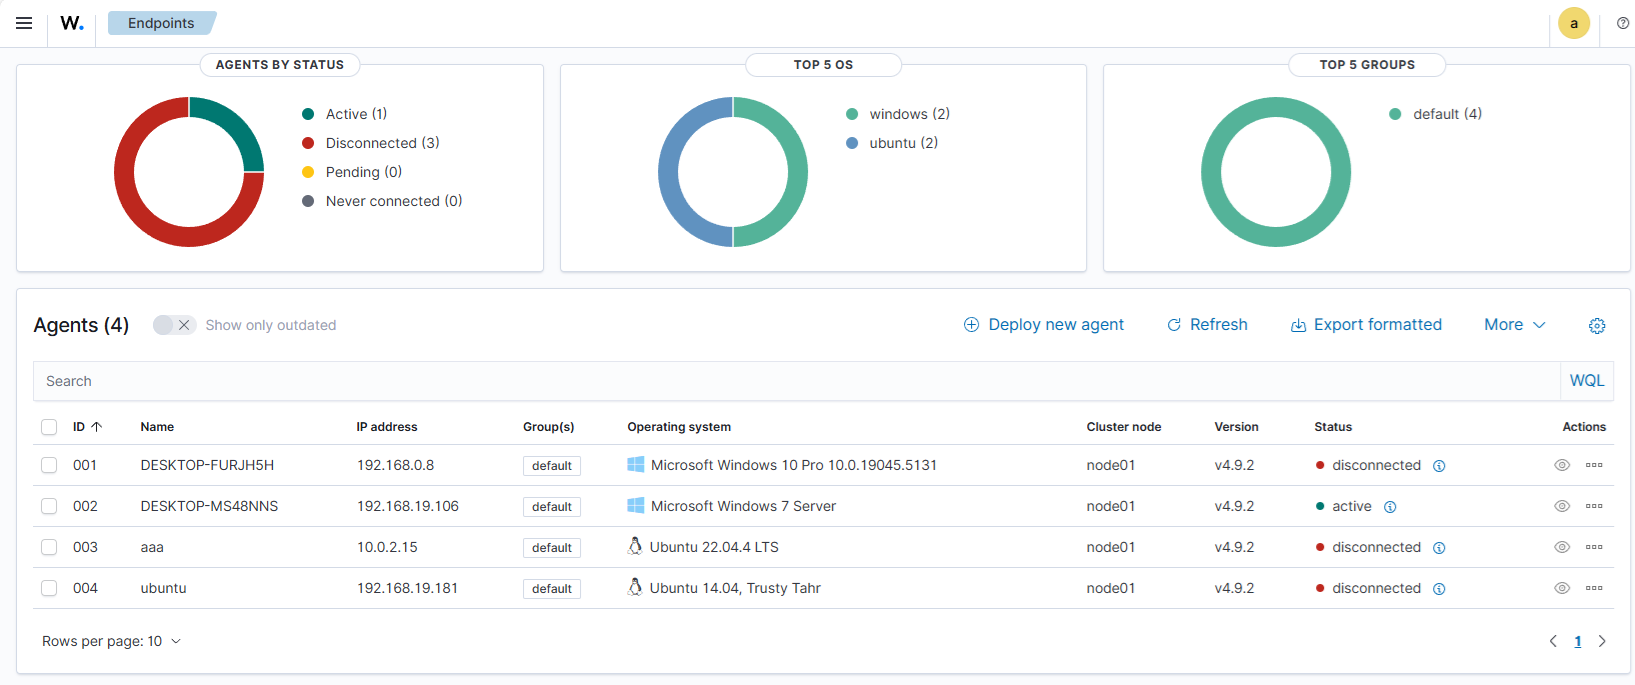 W. Endpoints a
AGENTS BY STATUS
Active (1)
Disconnected (3)
Pending (0)
Never connected (0)
TOP 5 OS
windows (2)
ubuntu (2)
TOP 5 GROUPS
default (4)
Agents (4) Show only outdated Deploy new agent Refresh Export formatted More
Search WQL
ID Name IP address Group(s) Operating system Cluster node Version Status Actions
001 DESKTOP-FURJH5H 192.168.0.8 default Microsoft Windows 10 Pro 10.0.19045.5131 node01 v4.9.2 disconnected
002 DESKTOP-MS48NNS 192.168.19.106 default Microsoft Windows 7 Server node01 v4.9.2 active
003 aaa 10.0.2.15 default Ubuntu 22.04.4 LTS node01 v4.9.2 disconnected
004 ubuntu 192.168.19.181 default Ubuntu 14.04, Trusty Tahr node01 v4.9.2 disconnected
Rows per page: 10 1